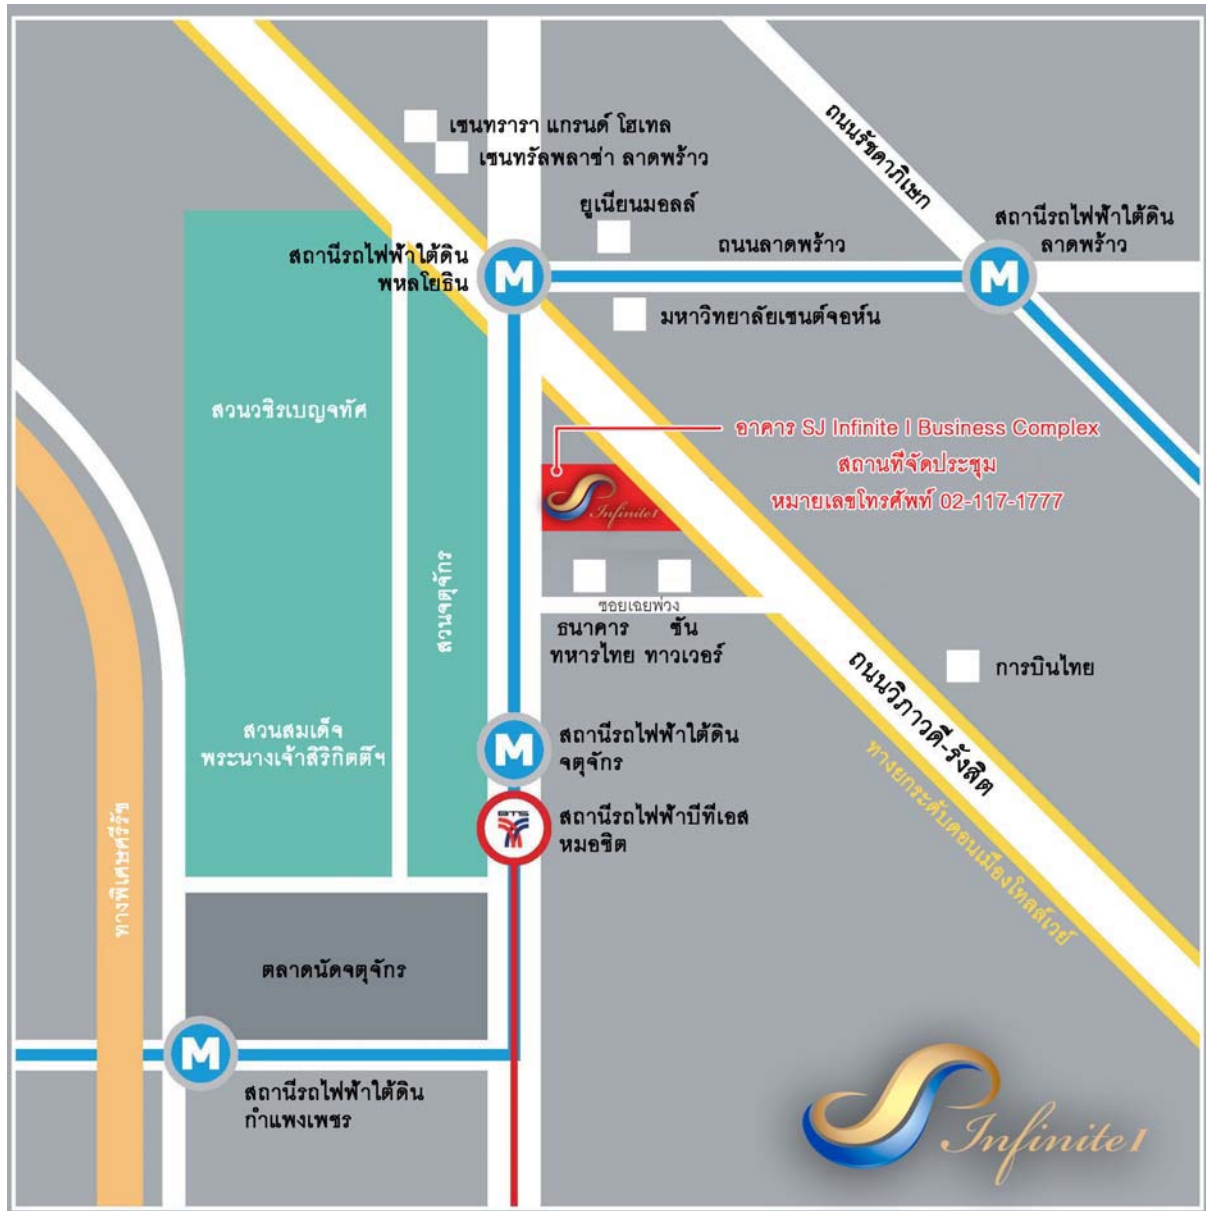 เซนทารา แกรนด์ โฮเทล
เซนทรัลพลาซ่า ลาดพร้าว
ถนนรัชดาภิเษก
ยูเนียนมอลล์
สถานีรถไฟฟ้าใต้ดิน
ลาดพร้าว
ถนนลาดพร้าว
สถานีรถไฟฟ้าใต้ดิน
พหลโยธิน
M
M
มหาวิทยาลัยเซนต์จอห์น
สวนวชิรเบญจทัศ
อาคาร SJ Infinite I Business Complex
สถานที่จัดประชุม
หมายเลขโทรศัพท์ 02-117-1777
Infinite I
สวนจตุจักร
ซอยเฉยพ่วง
ธนาคาร
ทหารไทย
ซัน
ทาวเวอร์
ถนนวิภาวดี-รังสิต
การบินไทย
ทางยกระดับดอนเมืองโทลล์เวย์
สวนสมเด็จ
พระนางเจ้าสิริกิตติ์ฯ
M
สถานีรถไฟฟ้าใต้ดิน
จตุจักร
BTS
สถานีรถไฟฟ้าบีทีเอส
หมอชิต
ทางพิเศษศรีรัช
ตลาดนัดจตุจักร
M
สถานีรถไฟฟ้าใต้ดิน
กำแพงเพชร
Infinite I